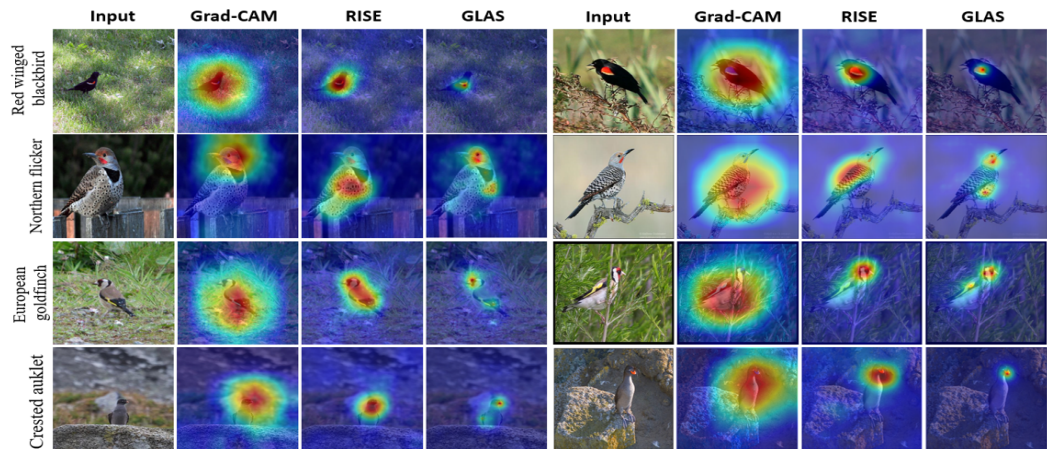 Input Grad-CAM RISE GLAS Input Grad-CAM RISE GLAS
Red winged
blackbird
Northern flicker
European
goldfinch
Crested auklet